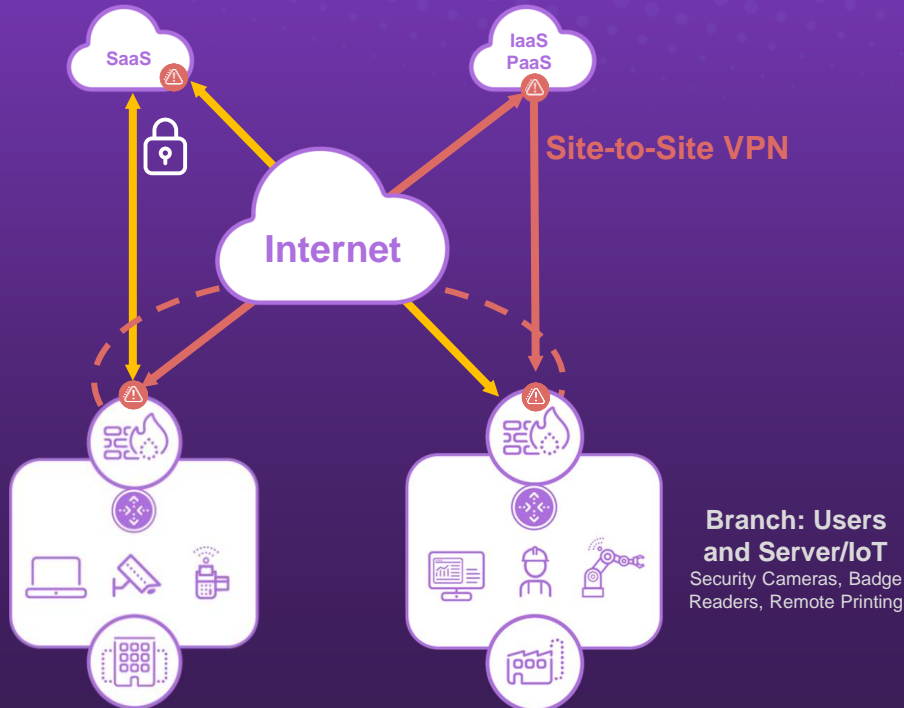 SaaS
IaaS
PaaS
Site-to-Site VPN
Internet
Branch: Users
and Server/IoT
Security Cameras, Badge
Readers, Remote Printing